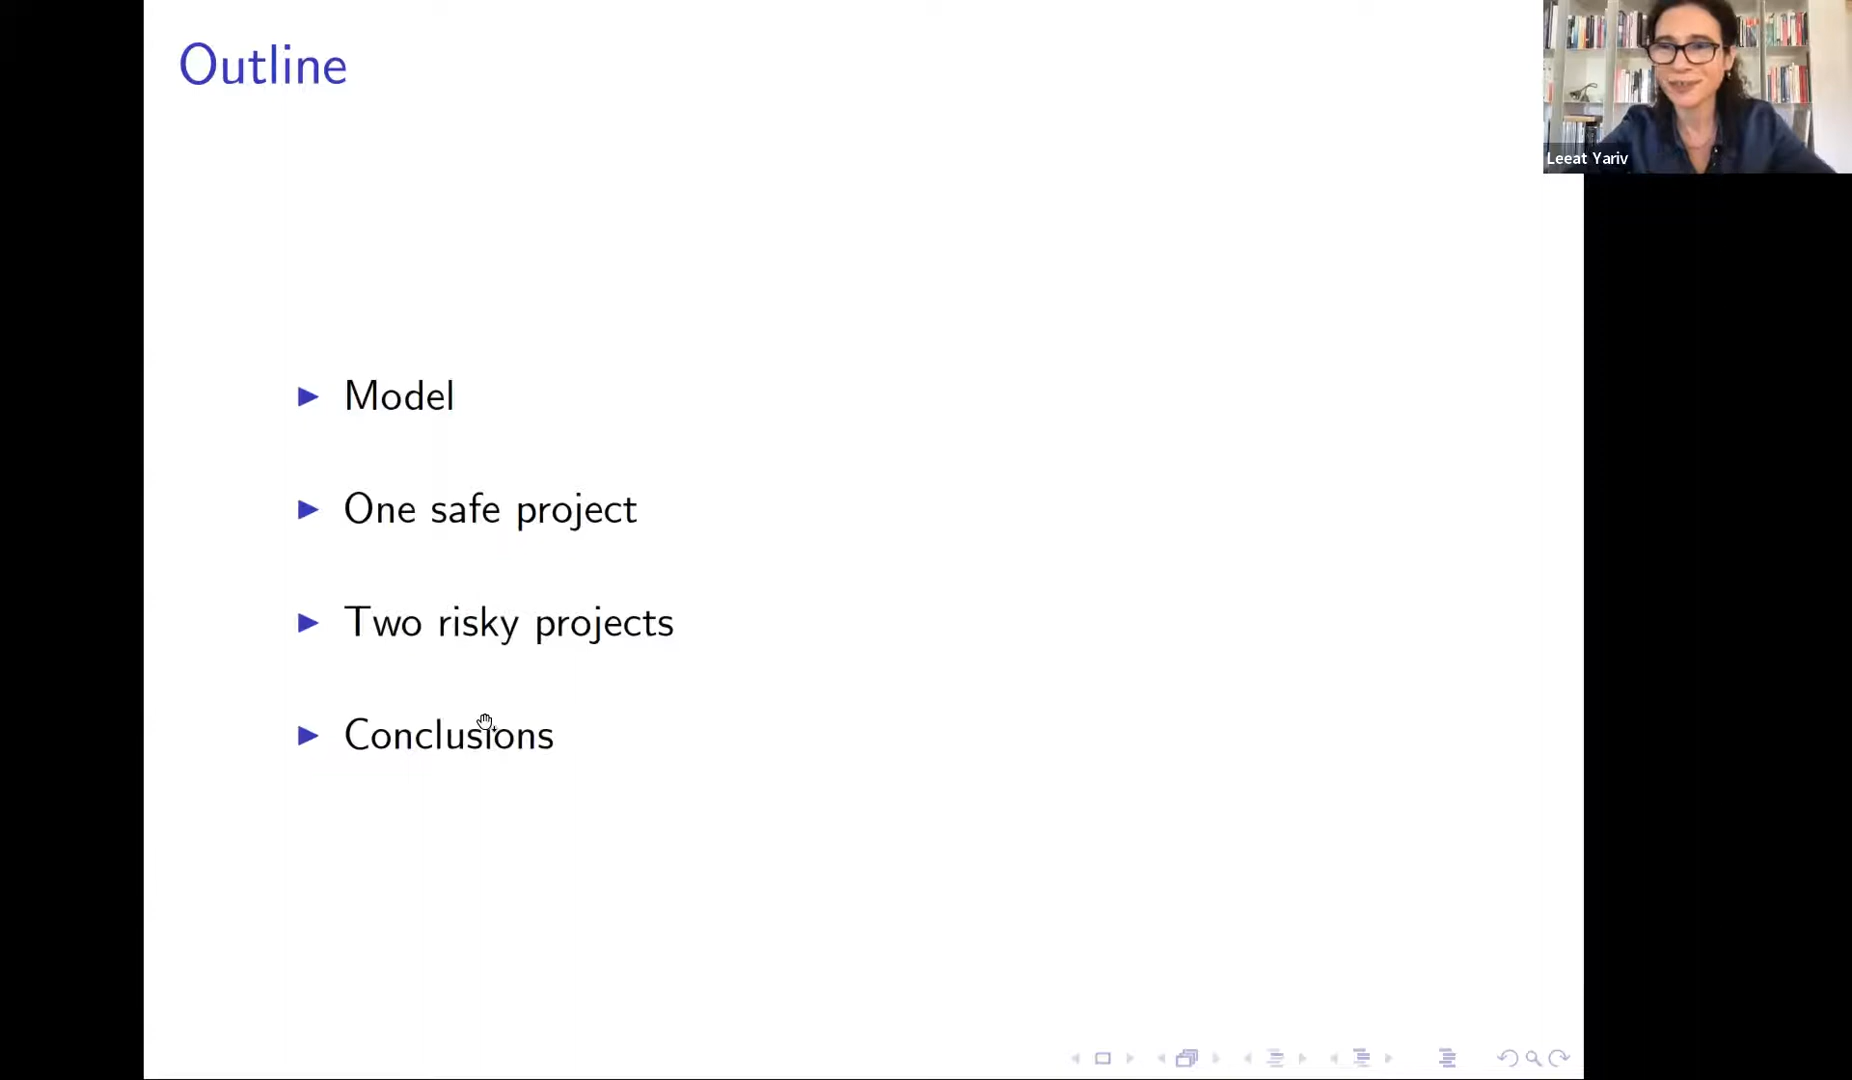 Outline
Leeat Yariv
Model
One safe project
Two risky projects
Conclusions